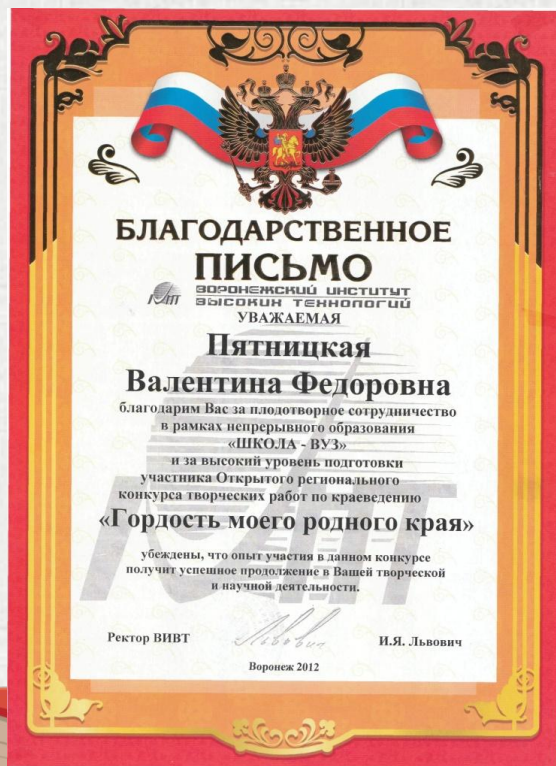 БЛАГОДАРСТВЕННОЕ
ПИСЬМО
ВОРОНЕЖСКИЙ ИНСТИТУТ
ВЫСОКИХ ТЕХНОЛОГИЙ
УВАЖАЕМАЯ
Пятницкая
Валентина Федоровна
благодарим Вас за плодотворное сотрудничество
в рамках непрерывного образования
«ШКОЛА - ВУЗ»
и за высокий уровень подготовки
участника Открытого регионального
конкурса творческих работ по краеведению
«Гордость моего родного края»
убеждены, что опыт участия в данном конкурсе
получит успешное продолжение в Вашей творческой
и научной деятельности.
Ректор ВИВТ И.Я. Львович
Воронеж 2012